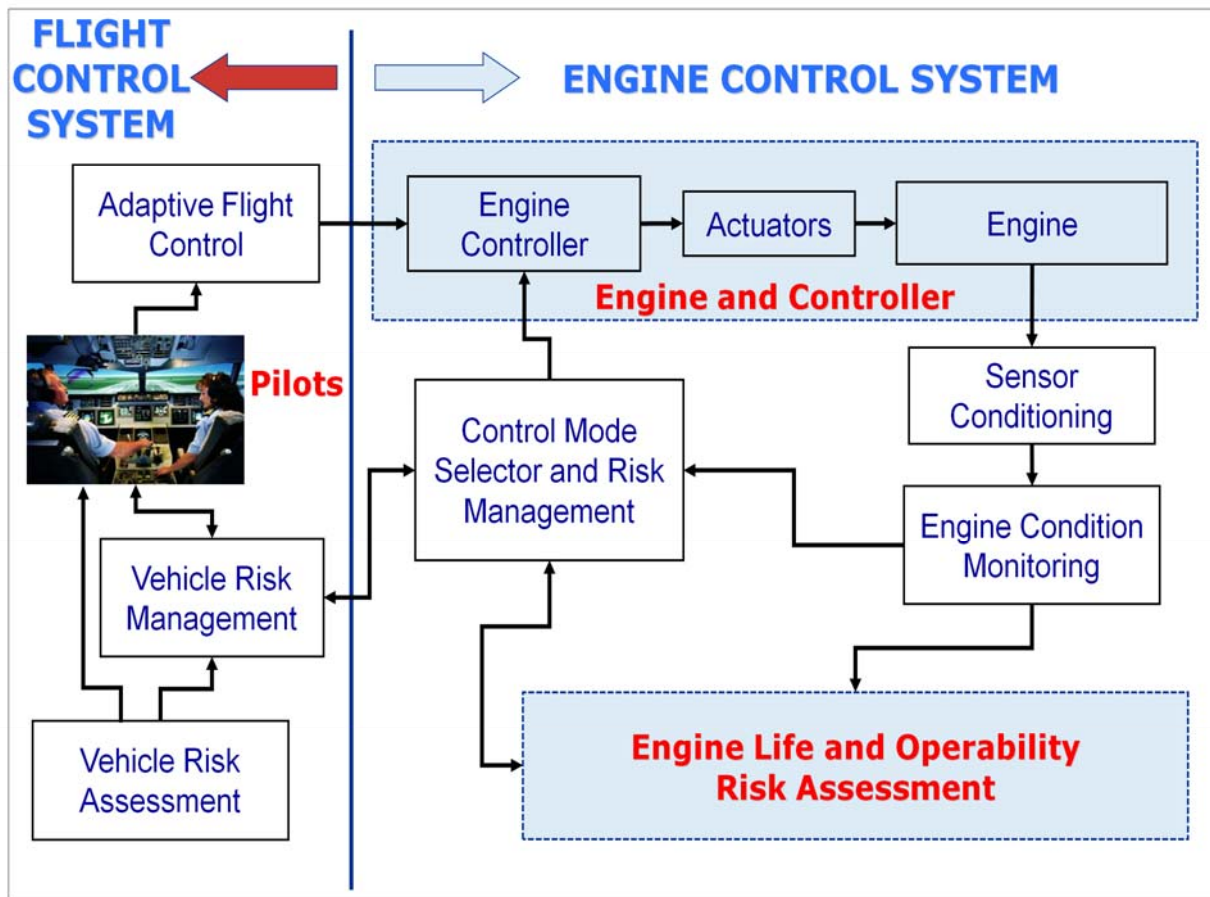 FLIGHT
CONTROL
SYSTEM
ENGINE CONTROL SYSTEM
Adaptive Flight
Control
Engine
Controller
Actuators
Engine
Engine and Controller
Pilots
Sensor
Conditioning
Control Mode
Selector and Risk
Management
Engine Condition
Monitoring
Vehicle Risk
Management
Vehicle Risk
Assessment
Engine Life and Operability
Risk Assessment